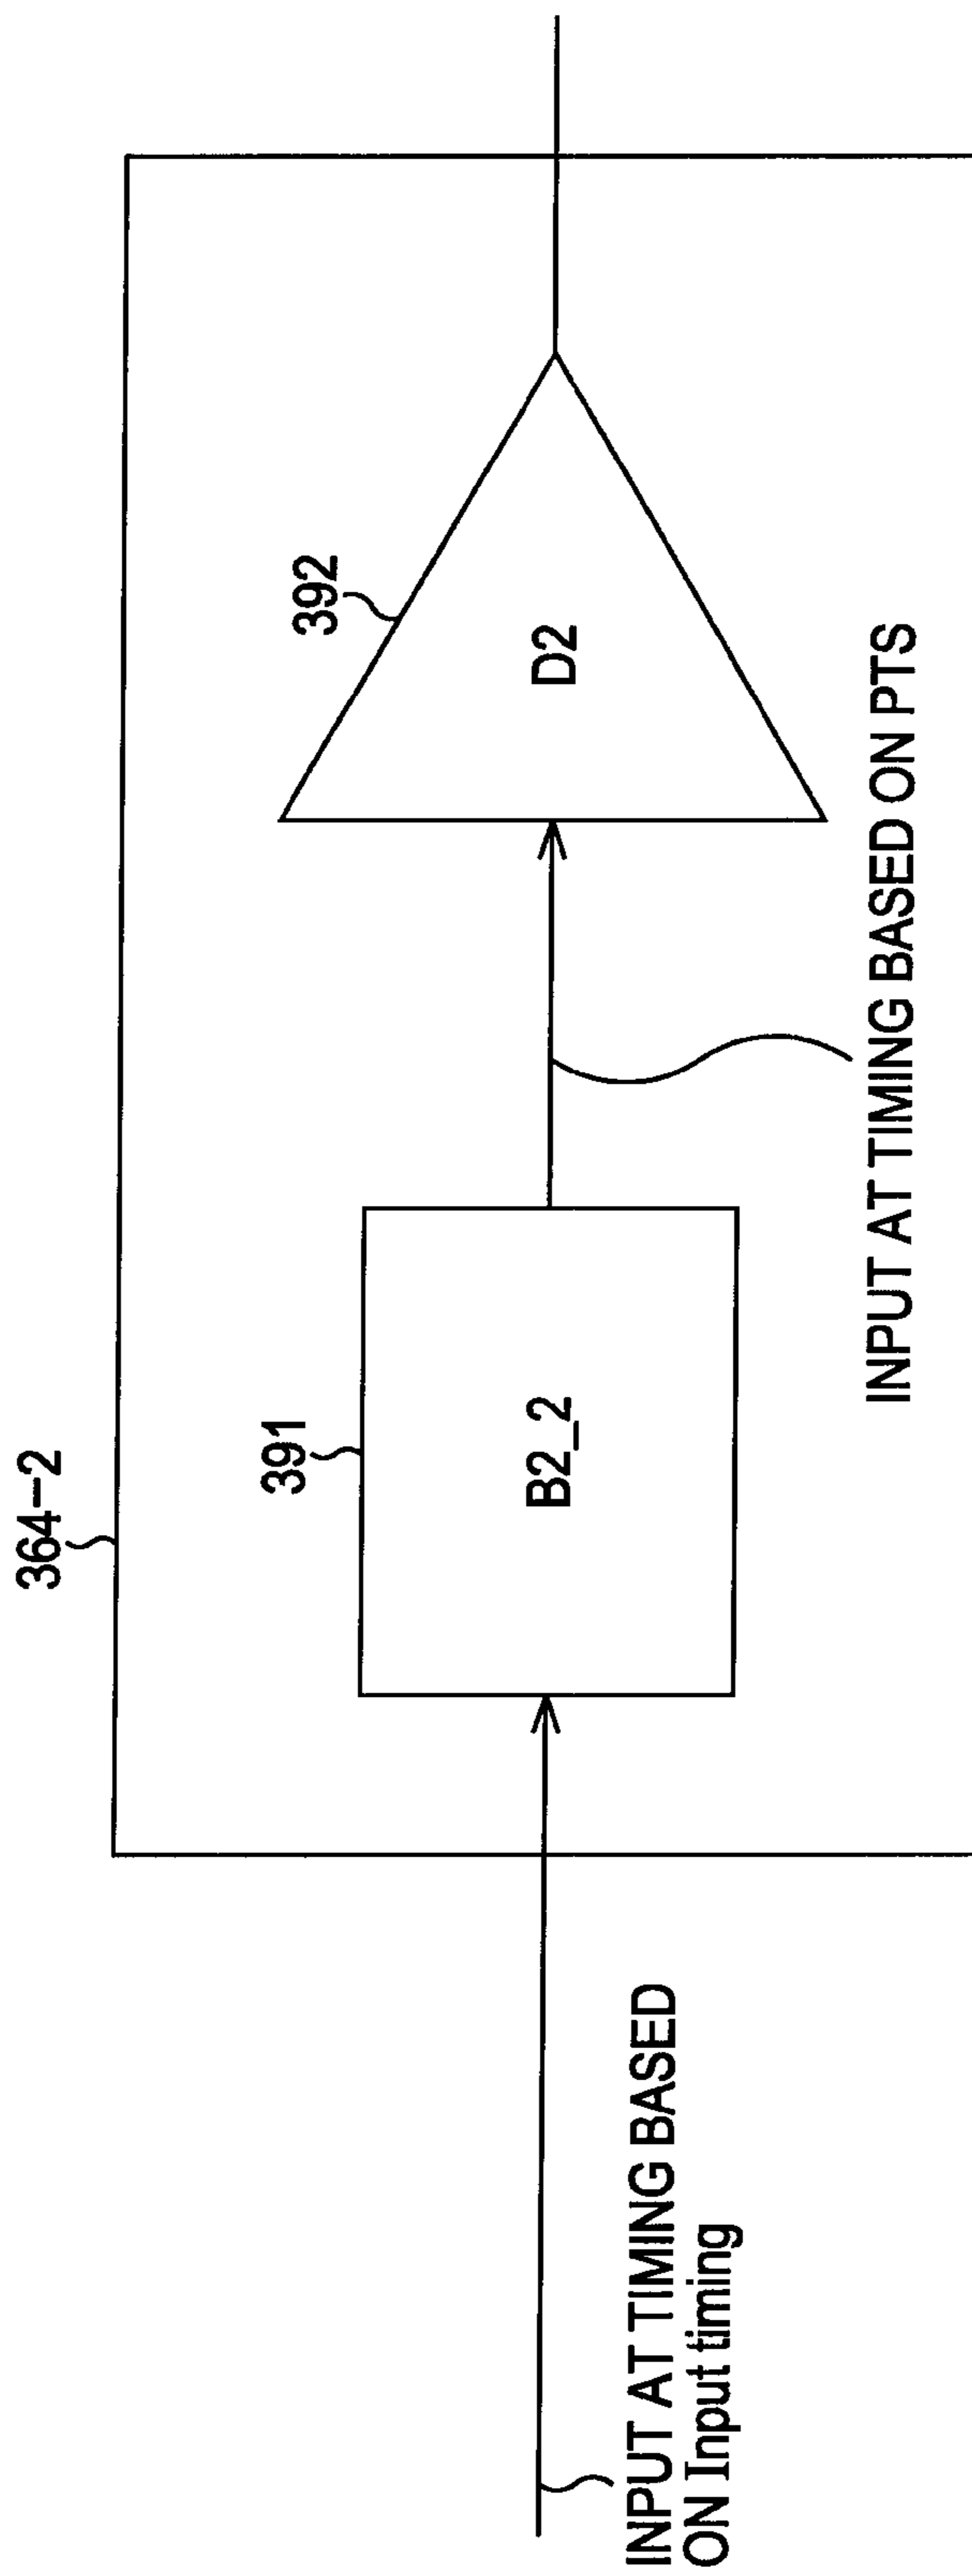 364-2
391
392
B2_2
D2
INPUT AT TIMING BASED
ON Input timing
INPUT AT TIMING BASED ON PTS